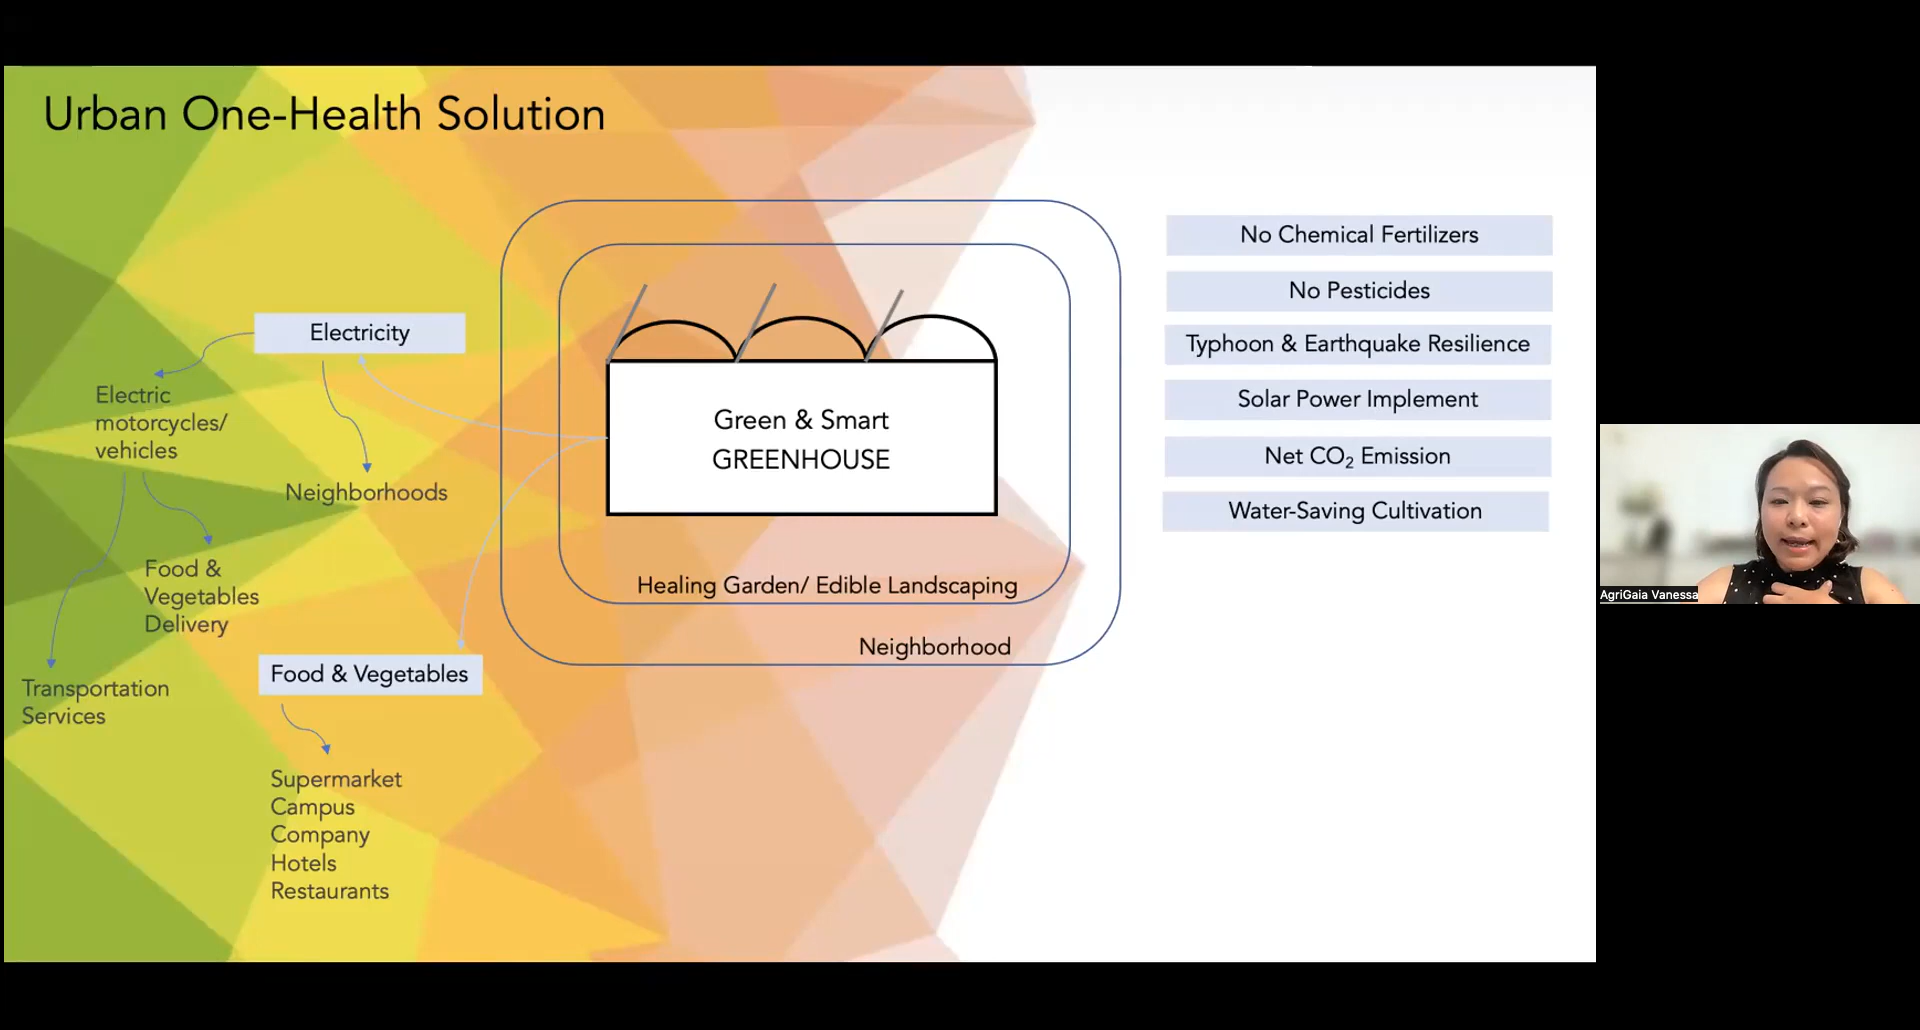 Urban One-Health Solution
Electricity
Electric
motorcycles/
vehicles
Neighborhoods
Food &
Vegetables
Delivery
Transportation
Services
Food & Vegetables
Supermarket
Campus
Company
Hotels
Restaurants
Green & Smart
GREENHOUSE
Healing Garden/ Edible Landscaping
Neighborhood
No Chemical Fertilizers
No Pesticides
Typhoon & Earthquake Resilience
Solar Power Implement
Net CO₂ Emission
Water-Saving Cultivation
AgriGaia Vanessa